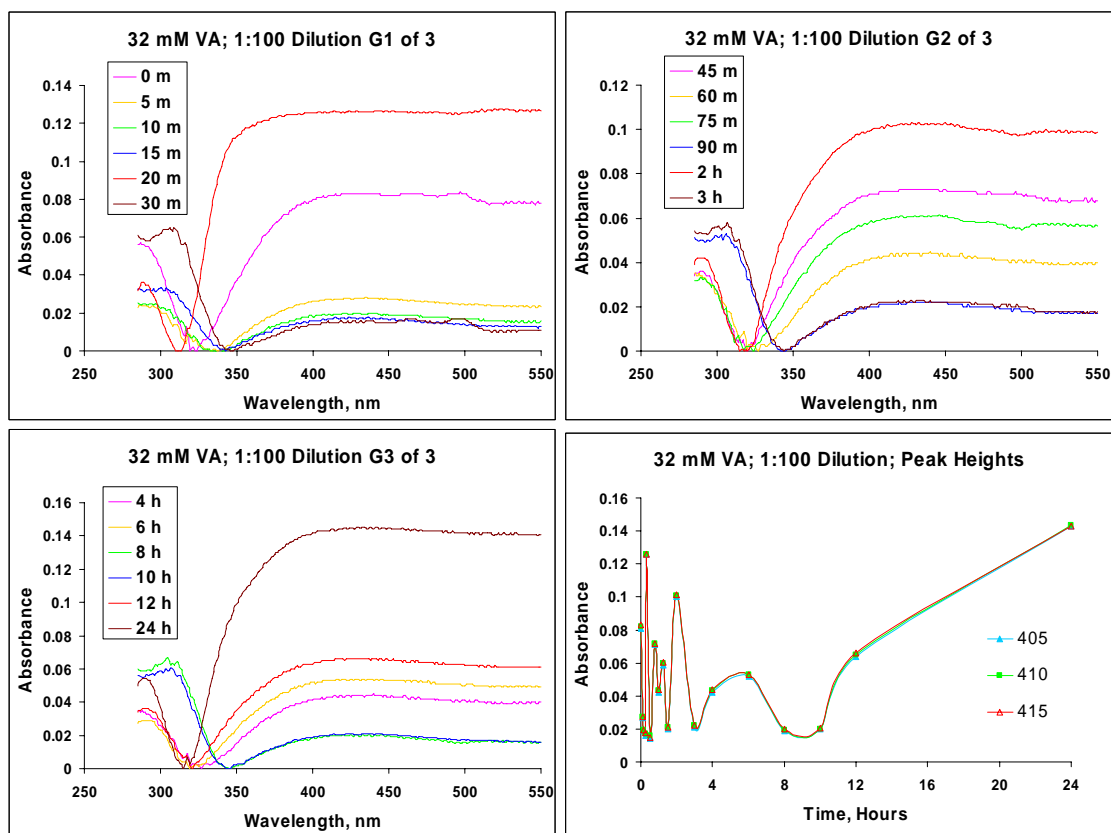 32 mM VA; 1:100 Dilution G1 of 3
0 m
5 m
10 m
15 m
20 m
30 m
Absorbance
0.14
0.12
0.1
0.08
0.06
0.04
0.02
0
250 300 350 400 450 500 550
Wavelength, nm
32 mM VA; 1:100 Dilution G2 of 3
45 m
60 m
75 m
90 m
2 h
3 h
Absorbance
0.12
0.1
0.08
0.06
0.04
0.02
0
250 300 350 400 450 500 550
Wavelength, nm
32 mM VA; 1:100 Dilution G3 of 3
4 h
6 h
8 h
10 h
12 h
24 h
Absorbance
0.16
0.14
0.12
0.1
0.08
0.06
0.04
0.02
0
250 300 350 400 450 500 550
Wavelength, nm
32 mM VA; 1:100 Dilution; Peak Heights
Absorbance
0.16
0.14
0.12
0.1
0.08
0.06
0.04
0.02
0
405
410
415
0 4 8 12 16 20 24
Time, Hours